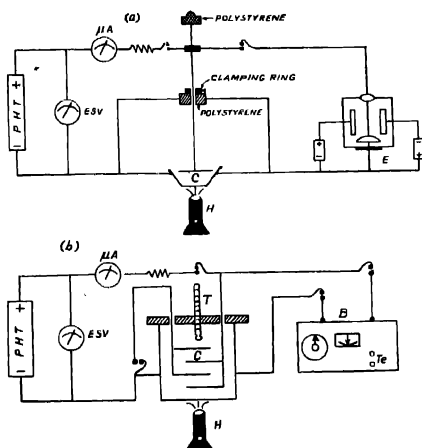 (a)
POLYSTYRENE
μA
CLAMPING RING
POLYSTYRENE
+ PHT −
ESV
C
E
H
(b)
μA
+ PHT −
ESV
T
C
B
Te
H